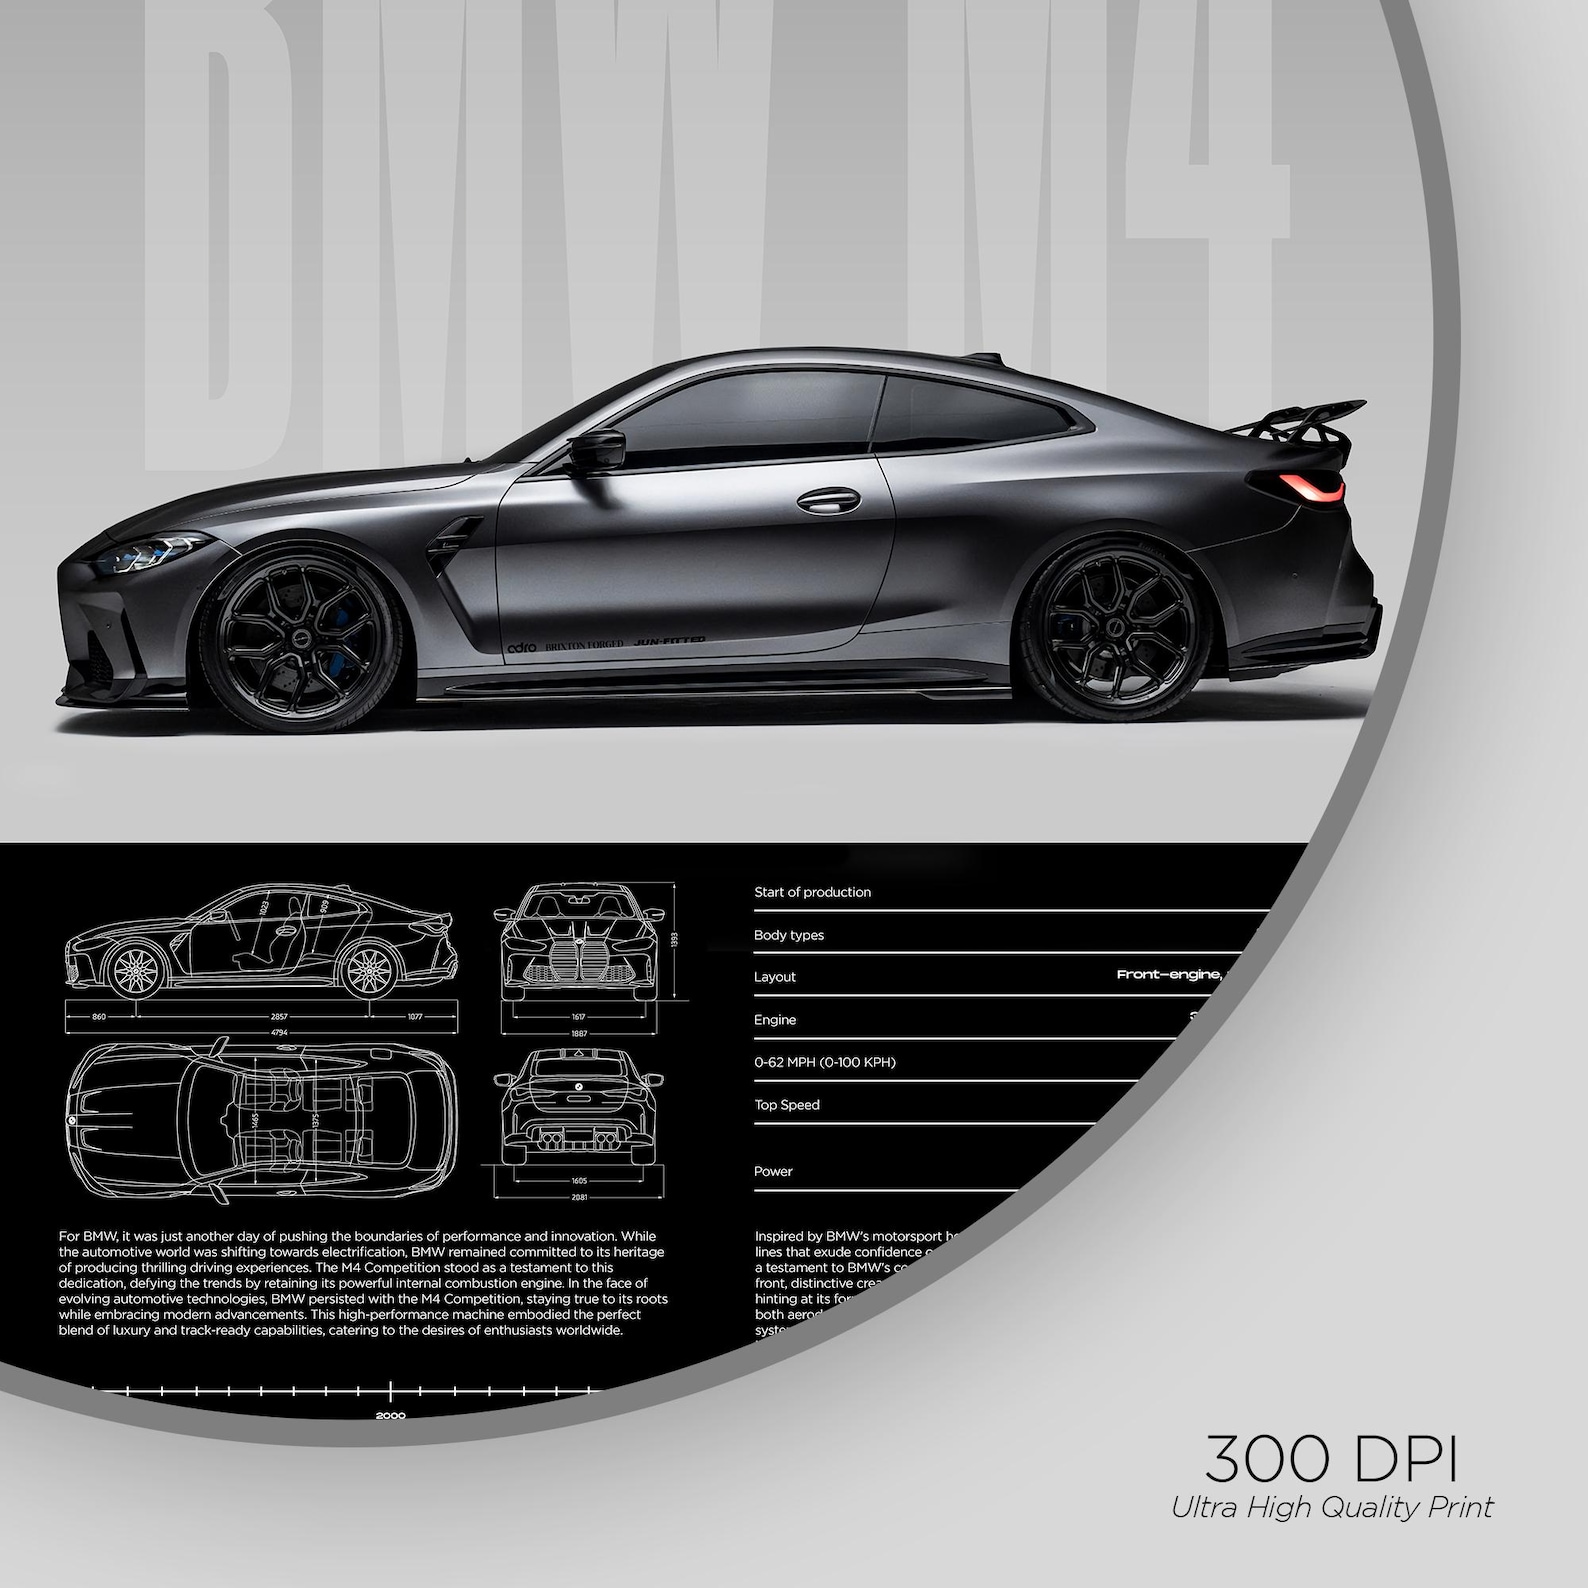 BMW M4
adro BRIXTON FORGED JUN-FITTED
1023
909
1393
860
2857
1077
4794
1617
1887
1465
1375
1605
2081
Start of production
Body types
Layout Front-engine,
Engine
0-62 MPH (0-100 KPH)
Top Speed
Power
For BMW, it was just another day of pushing the boundaries of performance and innovation. While
the automotive world was shifting towards electrification, BMW remained committed to its heritage
of producing thrilling driving experiences. The M4 Competition stood as a testament to this
dedication, defying the trends by retaining its powerful internal combustion engine. In the face of
evolving automotive technologies, BMW persisted with the M4 Competition, staying true to its roots
while embracing modern advancements. This high-performance machine embodied the perfect
blend of luxury and track-ready capabilities, catering to the desires of enthusiasts worldwide.
Inspired by BMW's motorsport
lines that exude confidence
a testament to BMW's
front, distinctive
hinting at its
both
2000
300 DPI
Ultra High Quality Print